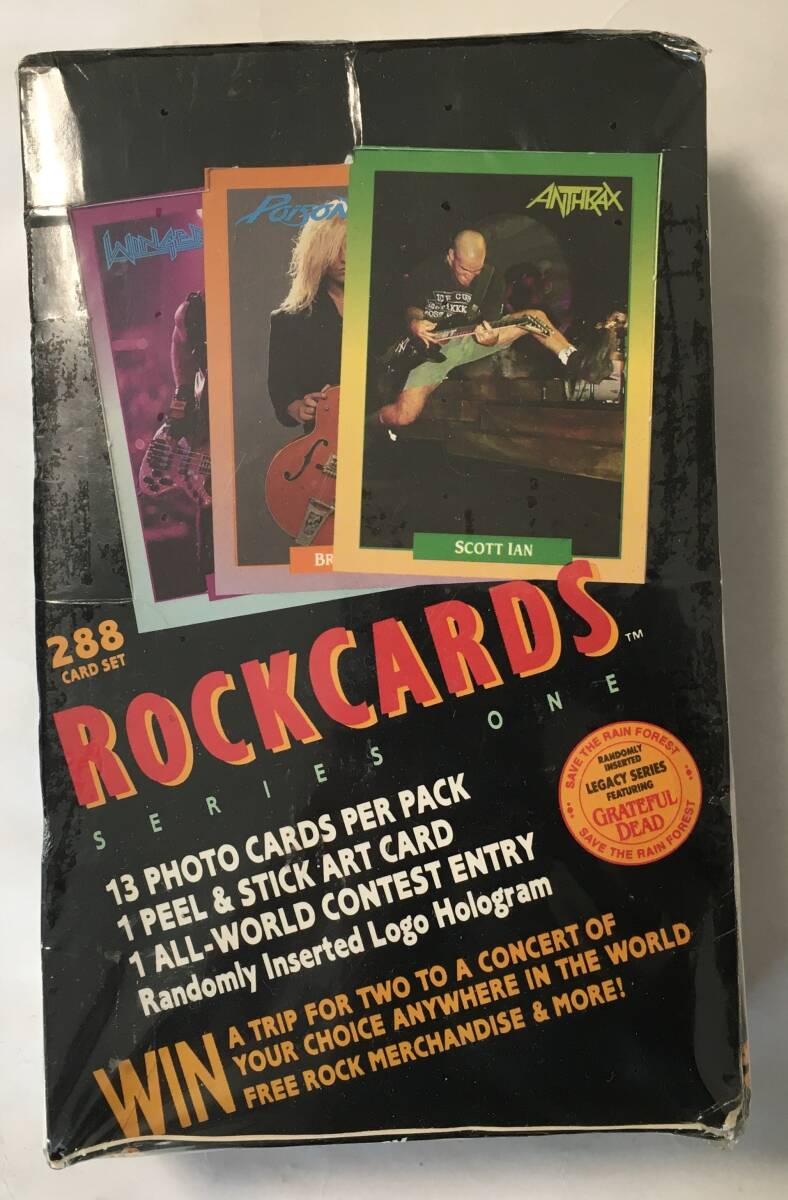 WINGER
POISON
ANTHRAX
BR
SCOTT IAN
288
CARD SET
ROCKCARDS™
SERIES ONE
SAVE THE RAIN FOREST
RANDOMLY
INSERTED
LEGACY SERIES
FEATURING
GRATEFUL
DEAD
SAVE THE RAIN FOREST
13 PHOTO CARDS PER PACK
1 PEEL & STICK ART CARD
1 ALL-WORLD CONTEST ENTRY
Randomly Inserted Logo Hologram
WIN
A TRIP FOR TWO TO A CONCERT OF
YOUR CHOICE ANYWHERE IN THE WORLD
FREE ROCK MERCHANDISE & MORE!